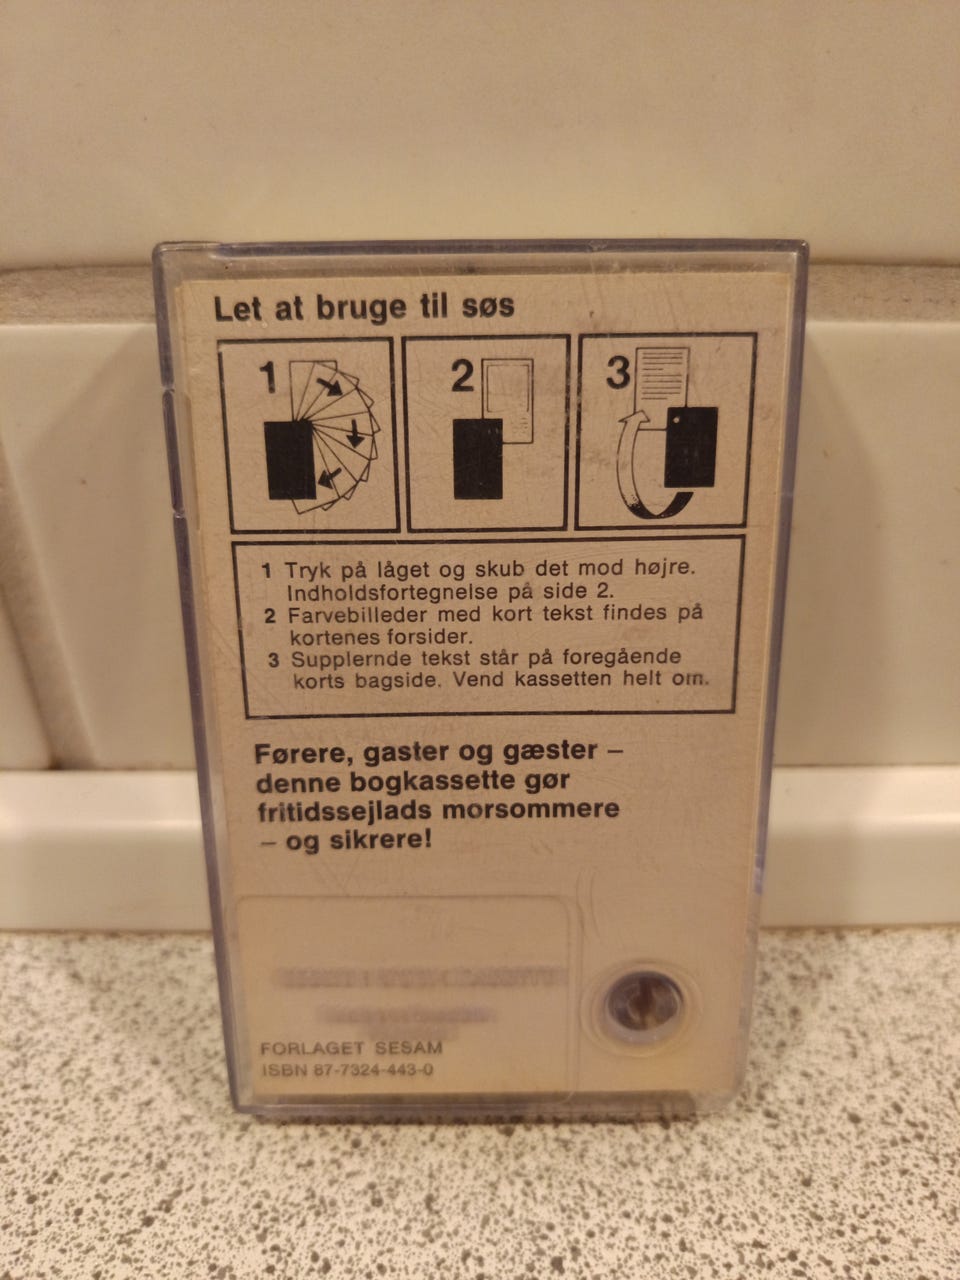 Let at bruge til søs
1 2 3
1 Tryk på låget og skub det mod højre.
Indholdsfortegnelse på side 2.
2 Farvebilleder med kort tekst findes på
kortenes forsider.
3 Supplernde tekst står på foregående
korts bagside. Vend kassetten helt om.
Førere, gaster og gæster –
denne bogkassette gør
fritidssejlads morsommere
– og sikrere!
FORLAGET SESAM
ISBN 87-7324-443-0